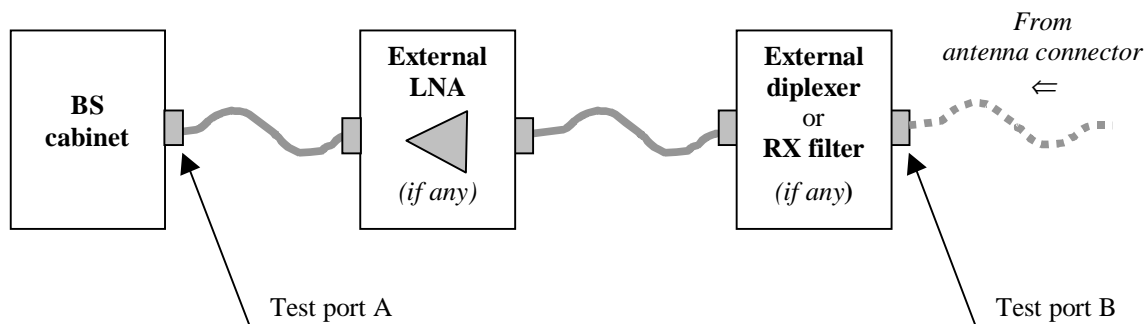 BS
cabinet
External
LNA
(if any)
External
diplexer
or
RX filter
(if any)
From
antenna connector
⇐
Test port A
Test port B